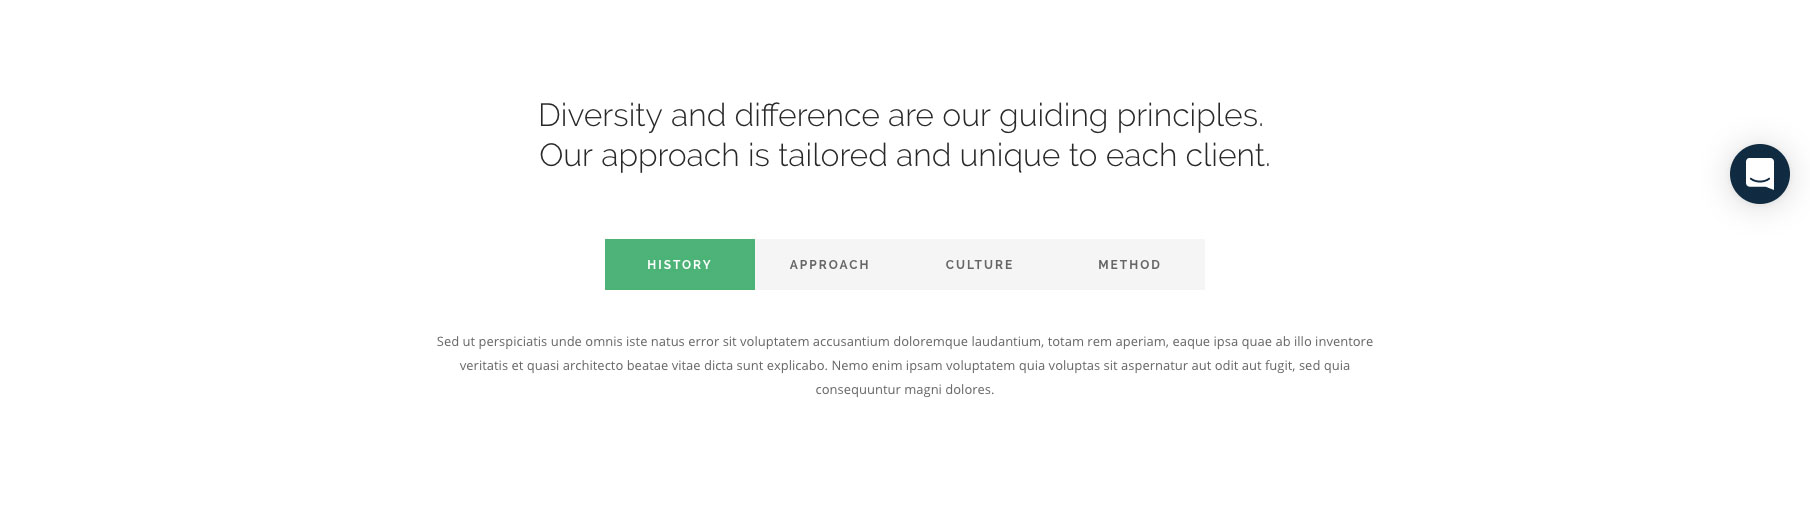 Diversity and difference are our guiding principles.
Our approach is tailored and unique to each client.
HISTORY
APPROACH
CULTURE
METHOD
Sed ut perspiciatis unde omnis iste natus error sit voluptatem accusantium doloremque laudantium, totam rem aperiam, eaque ipsa quae ab illo inventore
veritatis et quasi architecto beatae vitae dicta sunt explicabo. Nemo enim ipsam voluptatem quia voluptas sit aspernatur aut odit aut fugit, sed quia
consequuntur magni dolores.